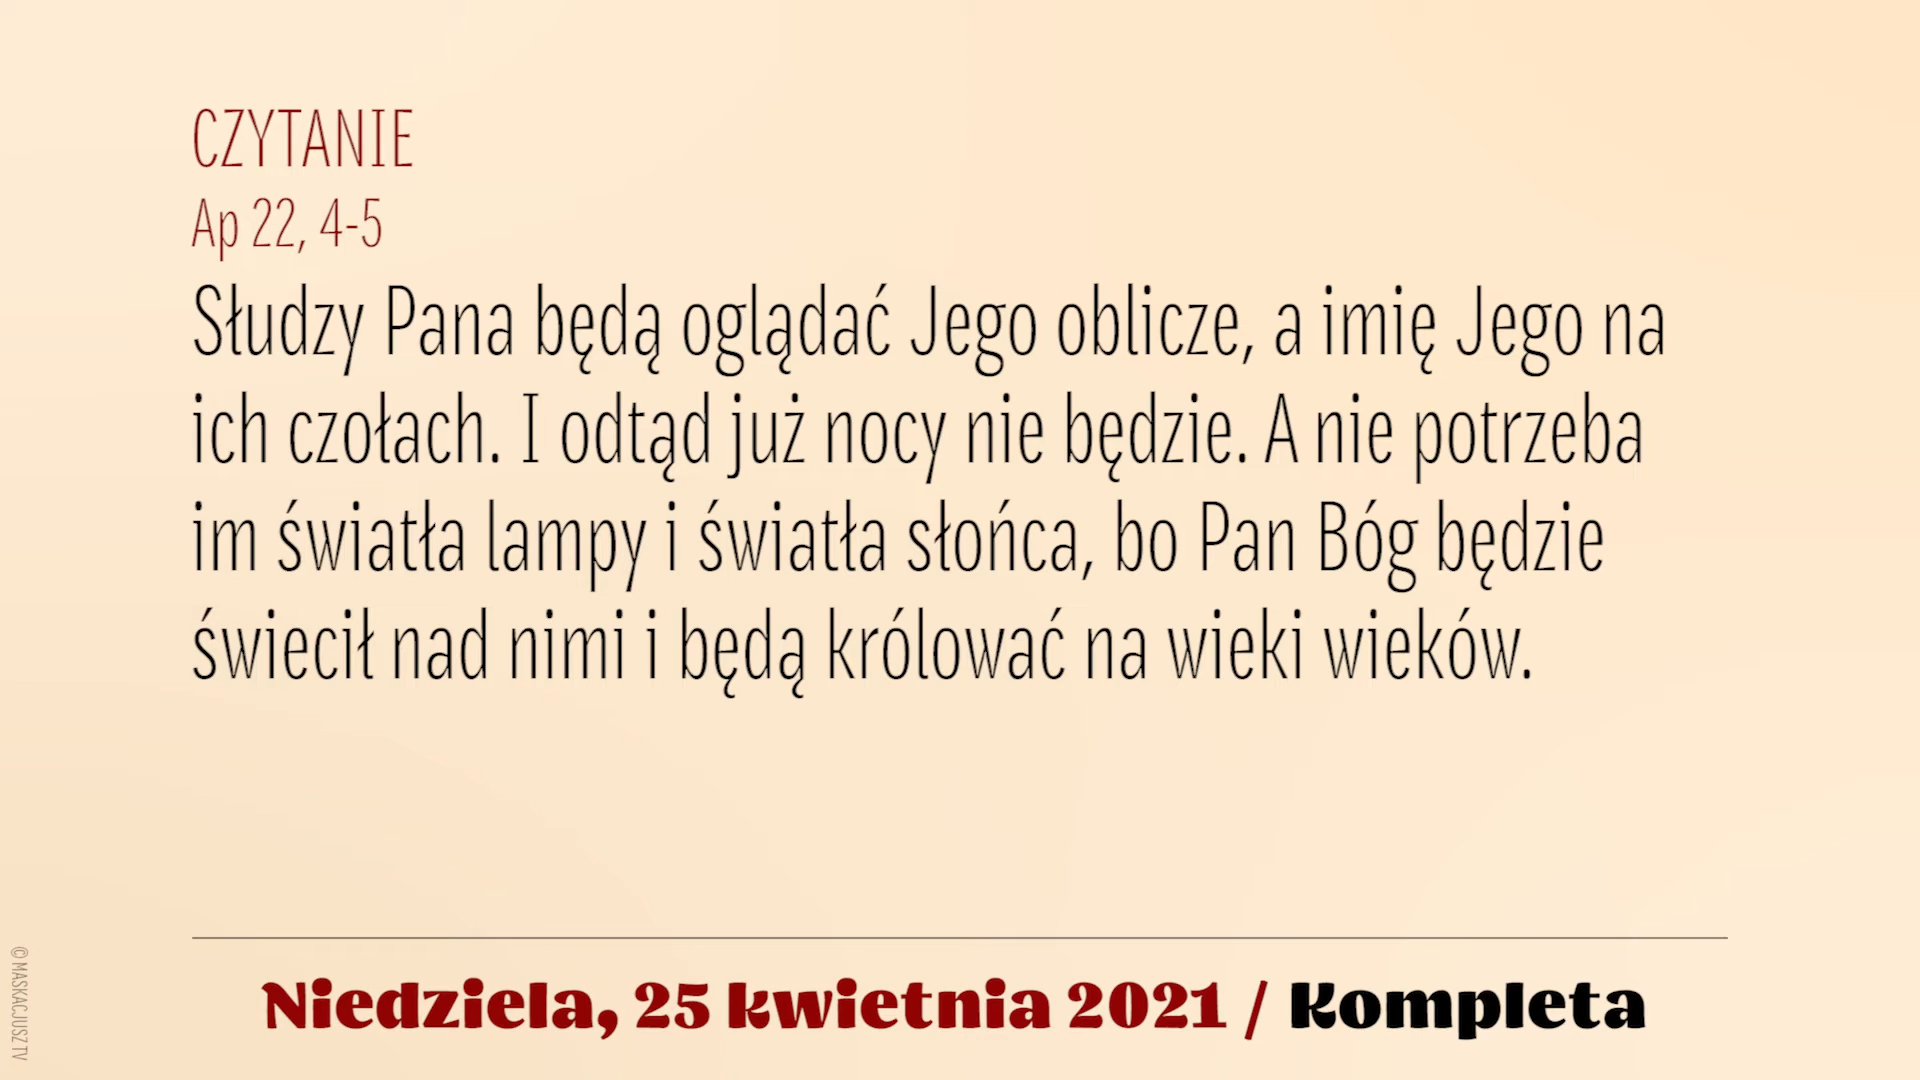 CZYTANIE
Ap 22, 4-5
Słudzy Pana będą oglądać Jego oblicze, a imię Jego na
ich czołach. I odtąd już nocy nie będzie. A nie potrzeba
im światła lampy i światła słońca, bo Pan Bóg będzie
świecił nad nimi i będą królować na wieki wieków.
Niedziela, 25 kwietnia 2021 / Kompleta
© MASKACJUSZ TV